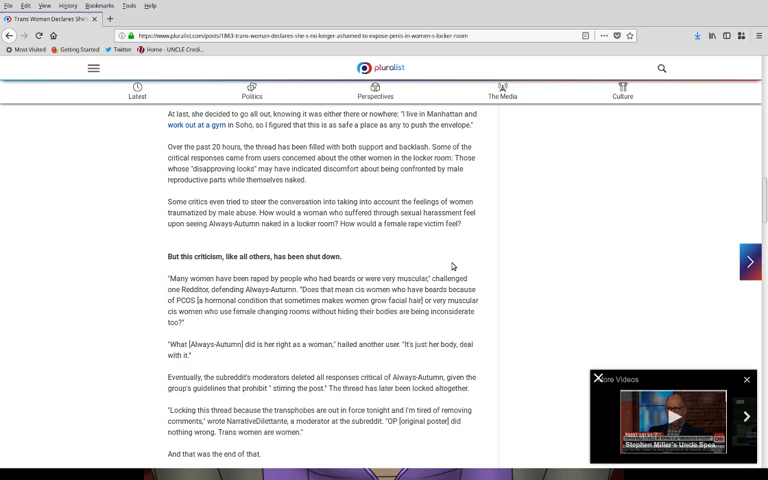 File Edit View History Bookmarks Tools Help
Trans Woman Declares She's
https://www.pluralist.com/posts/1863-trans-woman-declares-she-s-no-longer-ashamed-to-expose-penis-in-women-s-locker-room
Most Visited Getting Started Twitter Home - UNCLE Credi...
pluralist
Latest Politics Perspectives The Media Culture
At last, she decided to go all out, knowing it was either there or nowhere: "I live in Manhattan and
work out at a gym in Soho, so I figured that this is as safe a place as any to push the envelope."
Over the past 20 hours, the thread has been filled with both support and backlash. Some of the
critical responses came from users concerned about the other women in the locker room: Those
whose "disapproving looks" may have indicated discomfort about being confronted by male
reproductive parts while themselves naked.
Some critics even tried to steer the conversation into taking into account the feelings of women
traumatized by male abuse. How would a woman who suffered through sexual harassment feel
upon seeing Always-Autumn naked in a locker room? How would a female rape victim feel?
But this criticism, like all others, has been shut down.
"Many women have been raped by people who had beards or were very muscular," challenged
one Redditor, defending Always-Autumn. "Does that mean cis women who have beards because
of PCOS [a hormonal condition that sometimes makes women grow facial hair] or very muscular
cis women who use female changing rooms without hiding their bodies are being inconsiderate
too?"
"What [Always-Autumn] did is her right as a woman," hailed another user. "It's just her body, deal
with it."
Eventually, the subreddit's moderators deleted all responses critical of Always-Autumn, given the
group's guidelines that prohibit " stirring the post." The thread has later been locked altogether.
"Locking this thread because the transphobes are out in force tonight and I'm tired of removing
comments," wrote NarrativeDilettante, a moderator at the subreddit. "OP [original poster] did
nothing wrong. Trans women are women."
And that was the end of that.
More Videos
Stephen Miller's Uncle Spea